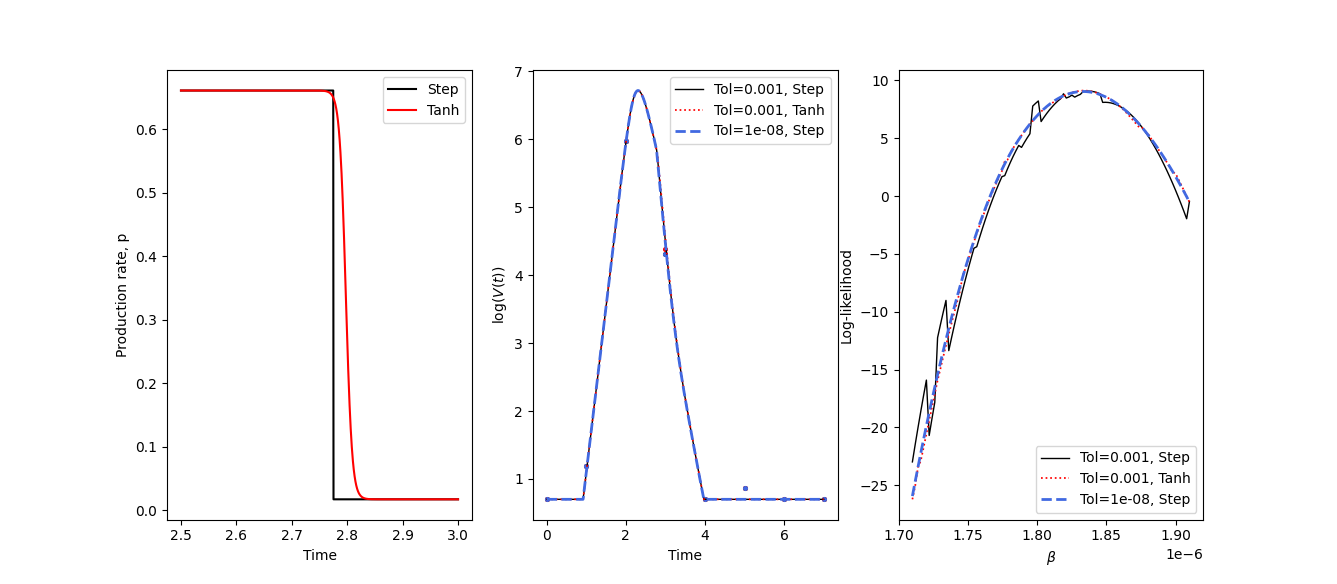 Production rate, p
0.6
0.5
0.4
0.3
0.2
0.1
0.0
2.5 2.6 2.7 2.8 2.9 3.0
Time
Step
Tanh
log(V(t))
7
6
5
4
3
2
1
0 2 4 6
Time
Tol=0.001, Step
Tol=0.001, Tanh
Tol=1e-08, Step
Log-likelihood
10
5
0
−5
−10
−15
−20
−25
1.70 1.75 1.80 1.85 1.90
1e−6
β
Tol=0.001, Step
Tol=0.001, Tanh
Tol=1e-08, Step